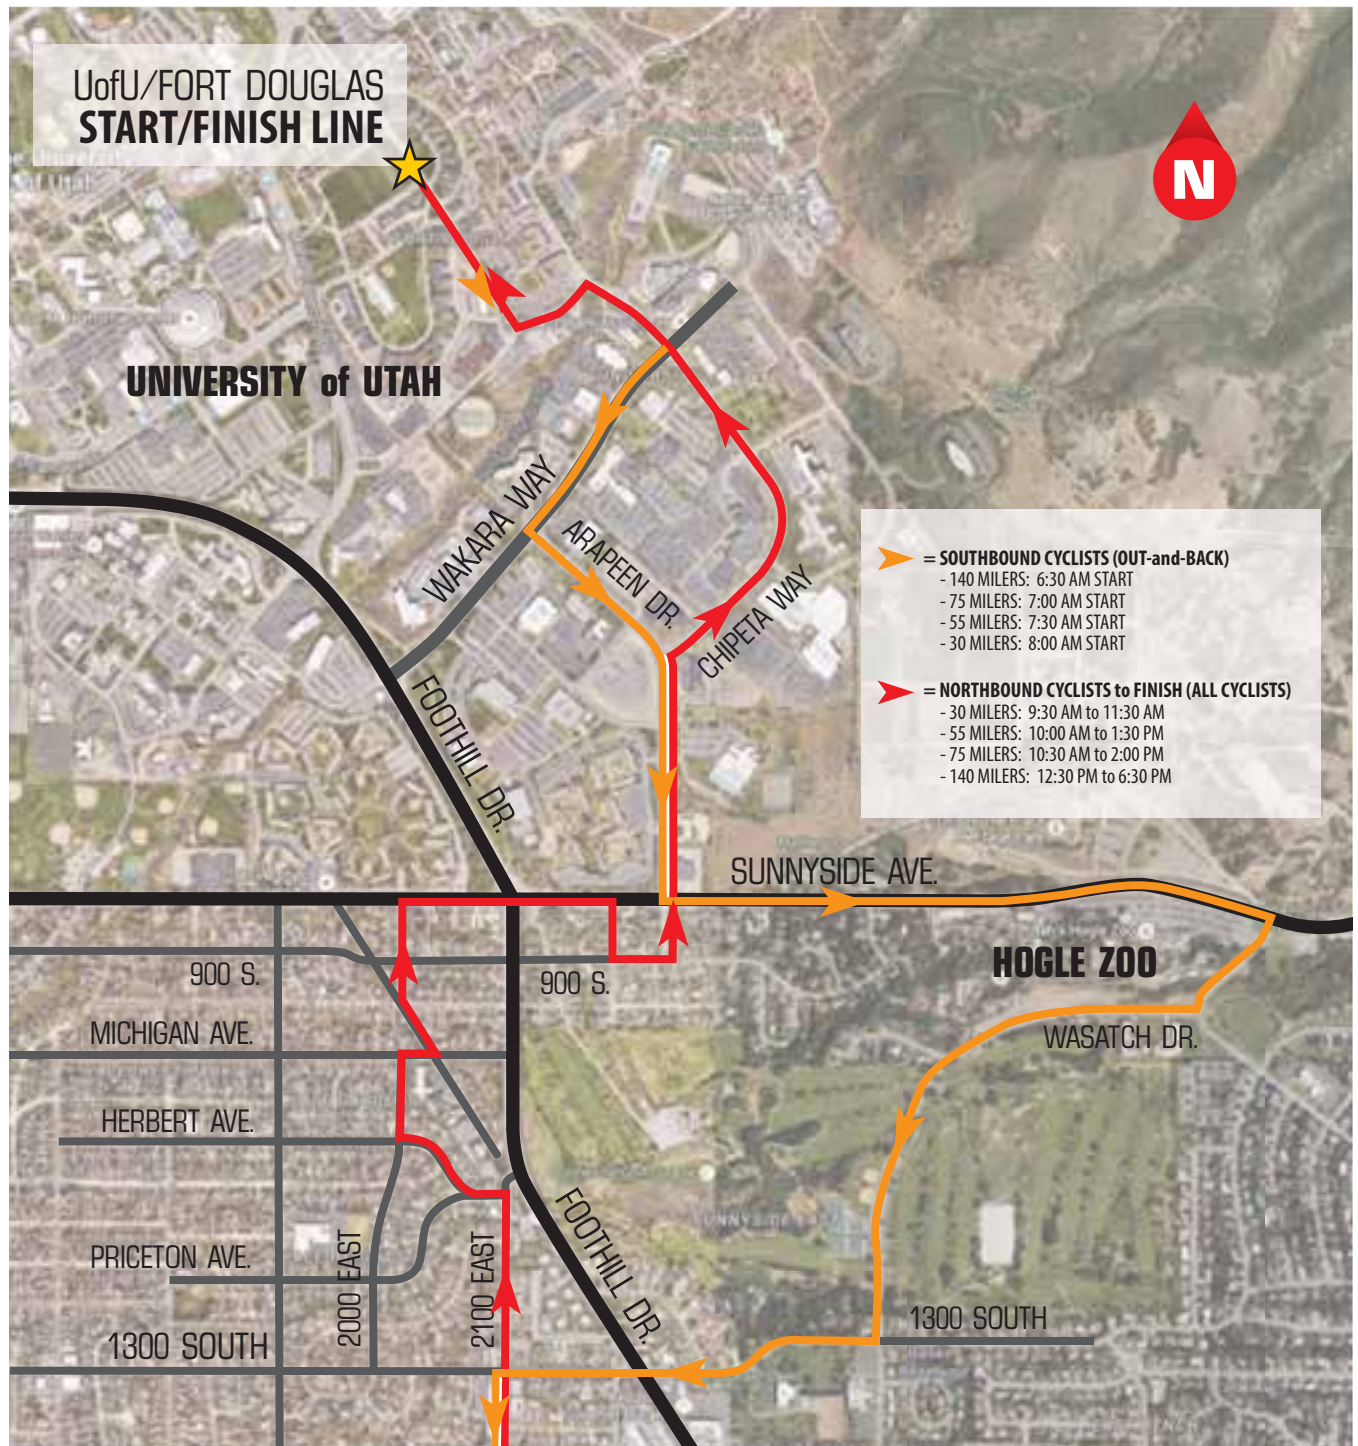 UofU/FORT DOUGLAS
START/FINISH LINE
N
UNIVERSITY of UTAH
WAKARA WAY
ARAPEEN DR.
CHIPETA WAY
= SOUTHBOUND CYCLISTS (OUT-and-BACK)
- 140 MILERS: 6:30 AM START
- 75 MILERS: 7:00 AM START
- 55 MILERS: 7:30 AM START
- 30 MILERS: 8:00 AM START
= NORTHBOUND CYCLISTS to FINISH (ALL CYCLISTS)
- 30 MILERS: 9:30 AM to 11:30 AM
- 55 MILERS: 10:00 AM to 1:30 PM
- 75 MILERS: 10:30 AM to 2:00 PM
- 140 MILERS: 12:30 PM to 6:30 PM
FOOTHILL DR.
SUNNYSIDE AVE.
HOGLE ZOO
900 S.
900 S.
MICHIGAN AVE.
WASATCH DR.
HERBERT AVE.
FOOTHILL DR.
PRICETON AVE.
2000 EAST
2100 EAST
1300 SOUTH
1300 SOUTH